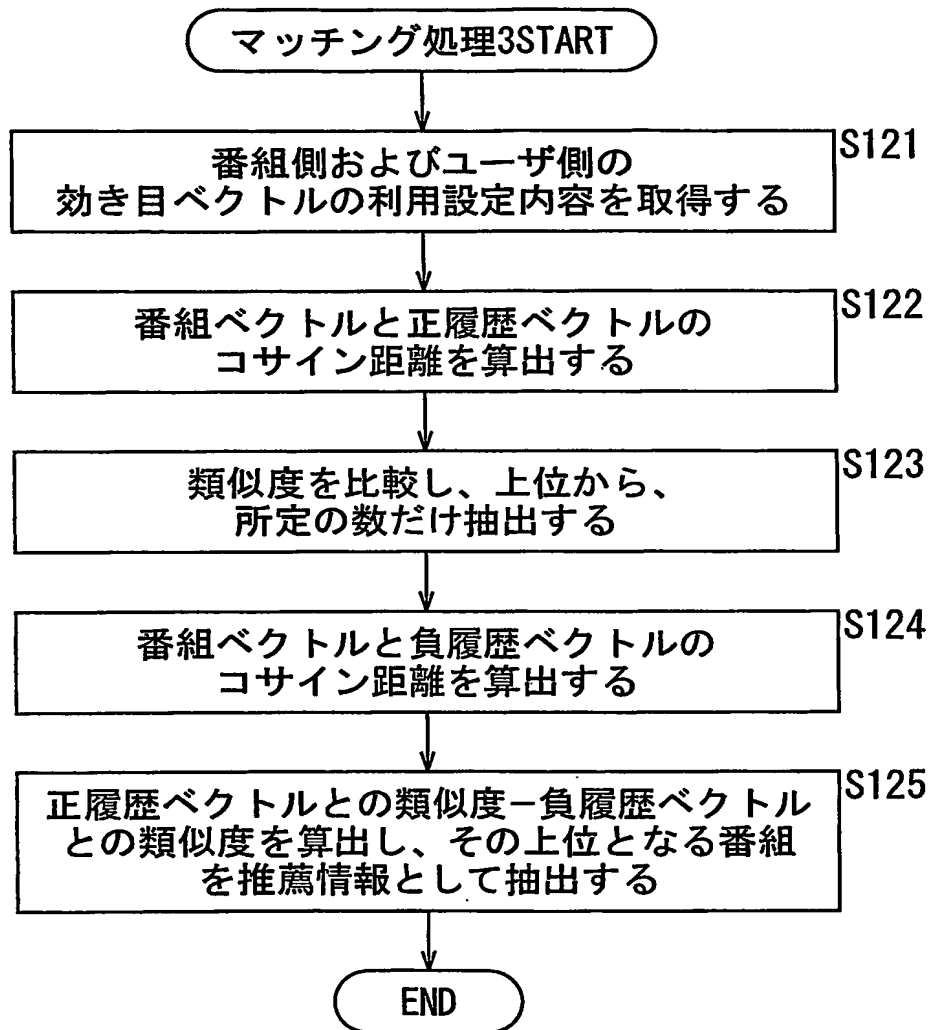 マッチング処理3START
S121
番組側およびユーザ側の
効き目ベクトルの利用設定内容を取得する
S122
番組ベクトルと正履歴ベクトルの
コサイン距離を算出する
S123
類似度を比較し、上位から、
所定の数だけ抽出する
S124
番組ベクトルと負履歴ベクトルの
コサイン距離を算出する
S125
正履歴ベクトルとの類似度−負履歴ベクトル
との類似度を算出し、その上位となる番組
を推薦情報として抽出する
END